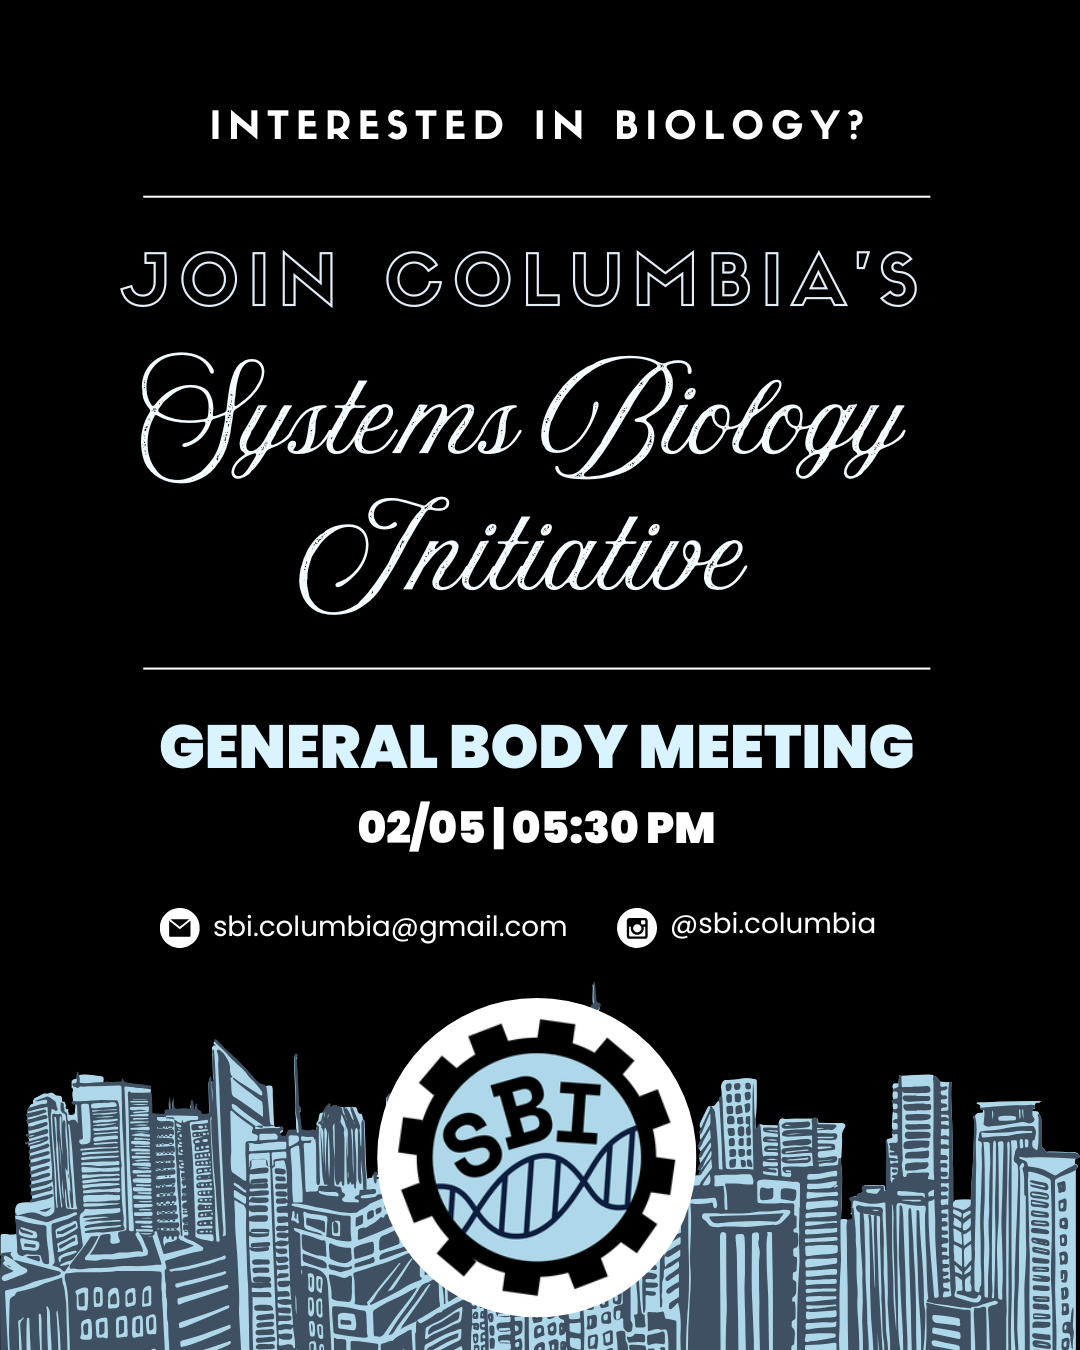 INTERESTED IN BIOLOGY?
JOIN COLUMBIA'S
Systems Biology
Initiative
GENERAL BODY MEETING
02/05 | 05:30 PM
sbi.columbia@gmail.com @sbi.columbia
SBI